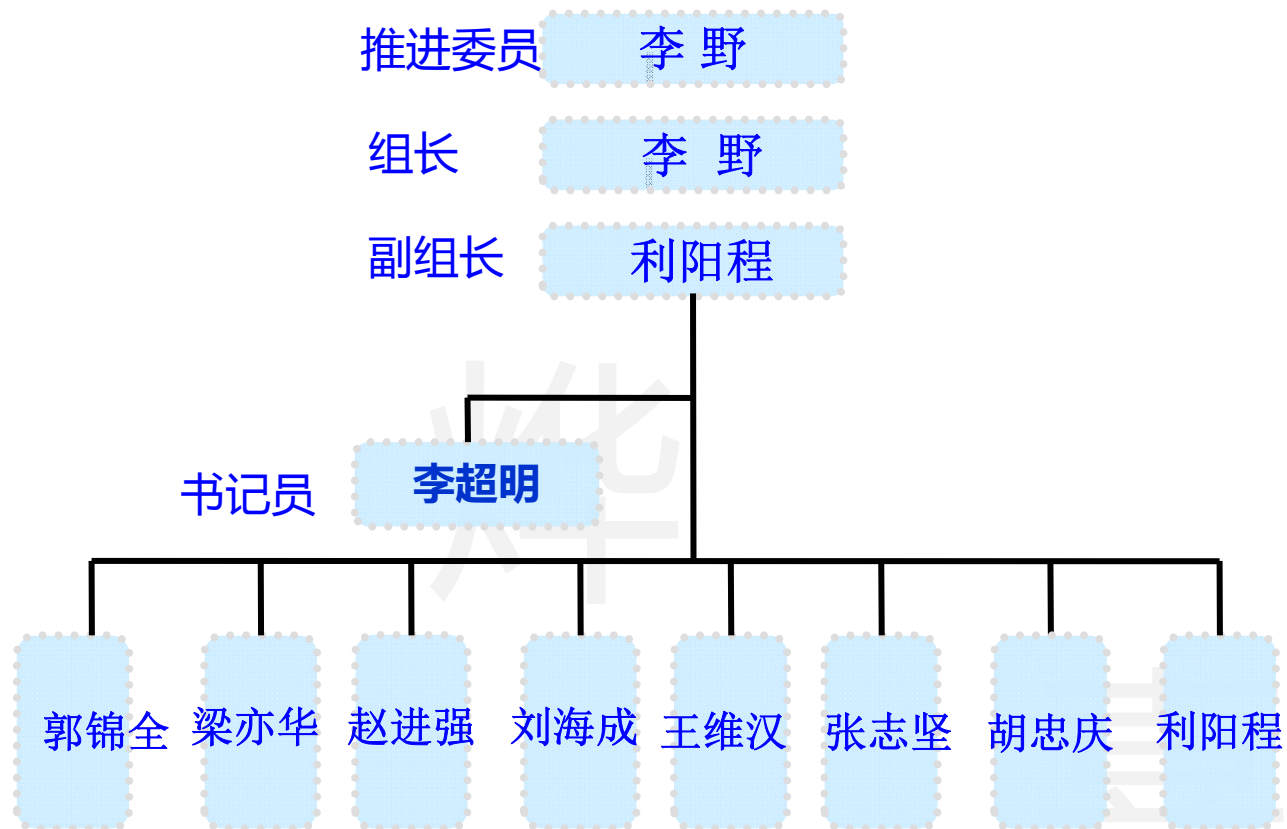 推进委员 李 野
组长 李 野
副组长 利阳程
书记员 李超明
郭锦全 梁亦华 赵进强 刘海成 王维汉 张志坚 胡忠庆 利阳程
烨